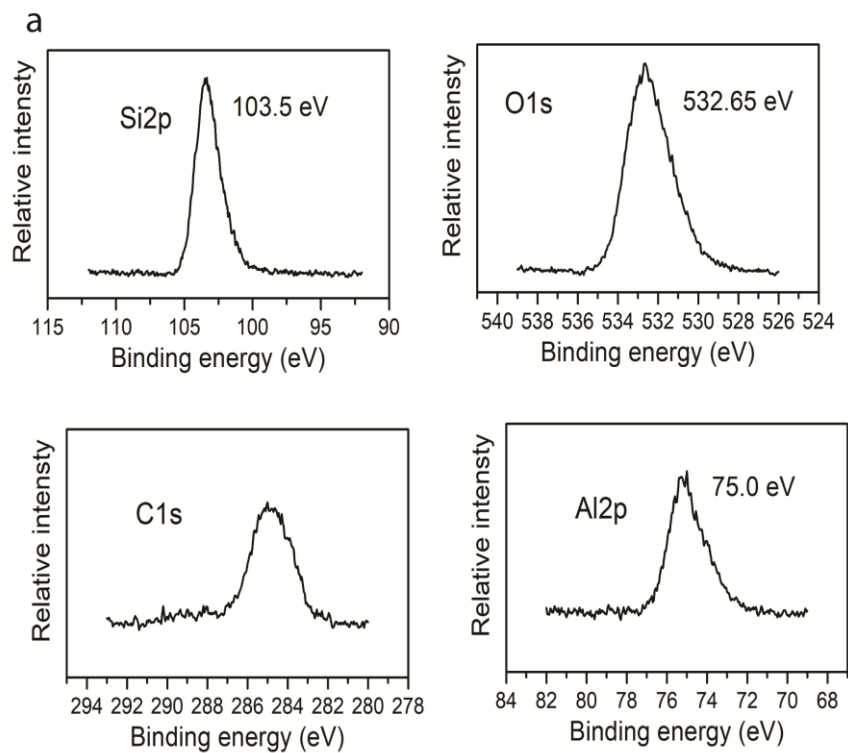 a
Relative intensty
Si2p
103.5 eV
115 110 105 100 95 90
Binding energy (eV)
Relative intensty
O1s
532.65 eV
540 538 536 534 532 530 528 526 524
Binding energy (eV)
Relative intensty
C1s
294 292 290 288 286 284 282 280 278
Binding energy (eV)
Relative intensty
Al2p
75.0 eV
84 82 80 78 76 74 72 70 68
Binding energy (eV)